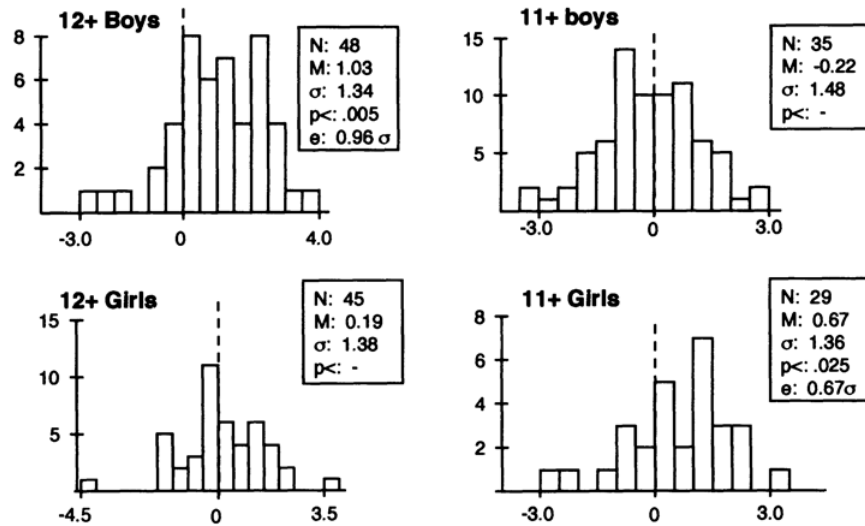 12+ Boys
8
6
4
2
-3.0 0 4.0
N: 48
M: 1.03
σ: 1.34
p<: .005
e: 0.96 σ
11+ boys
15
10
5
-3.0 0 3.0
N: 35
M: -0.22
σ: 1.48
p<: -
12+ Girls
15
10
5
-4.5 0 3.5
N: 45
M: 0.19
σ: 1.38
p<: -
11+ Girls
8
6
4
2
-3.0 0 3.0
N: 29
M: 0.67
σ: 1.36
p<: .025
e: 0.67σ